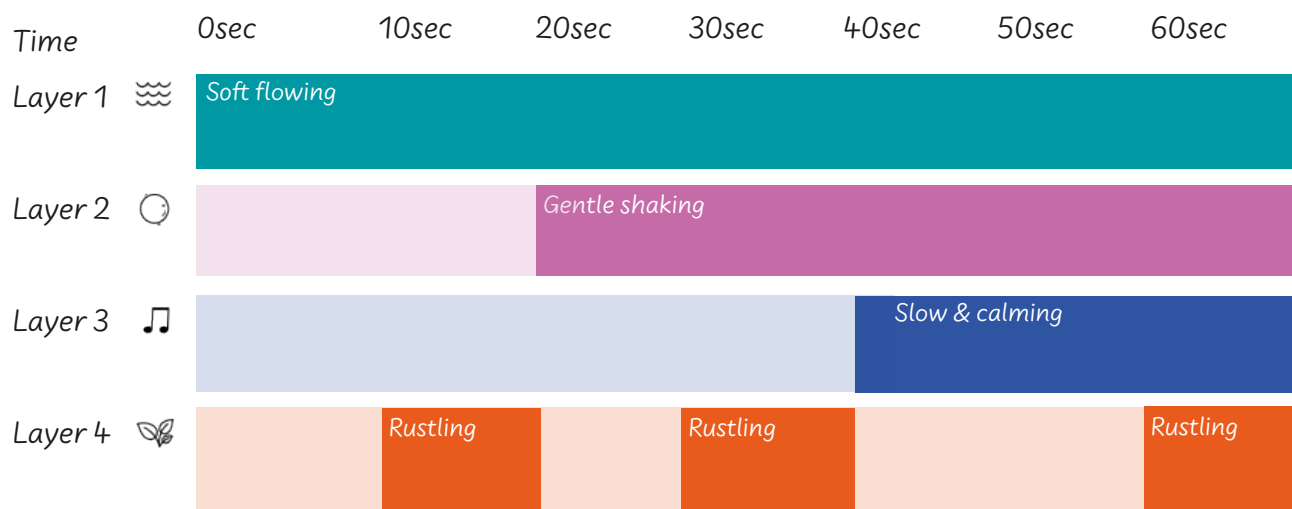 Time 0sec 10sec 20sec 30sec 40sec 50sec 60sec
Layer 1 Soft flowing
Layer 2 Gentle shaking
Layer 3 Slow & calming
Layer 4 Rustling Rustling Rustling